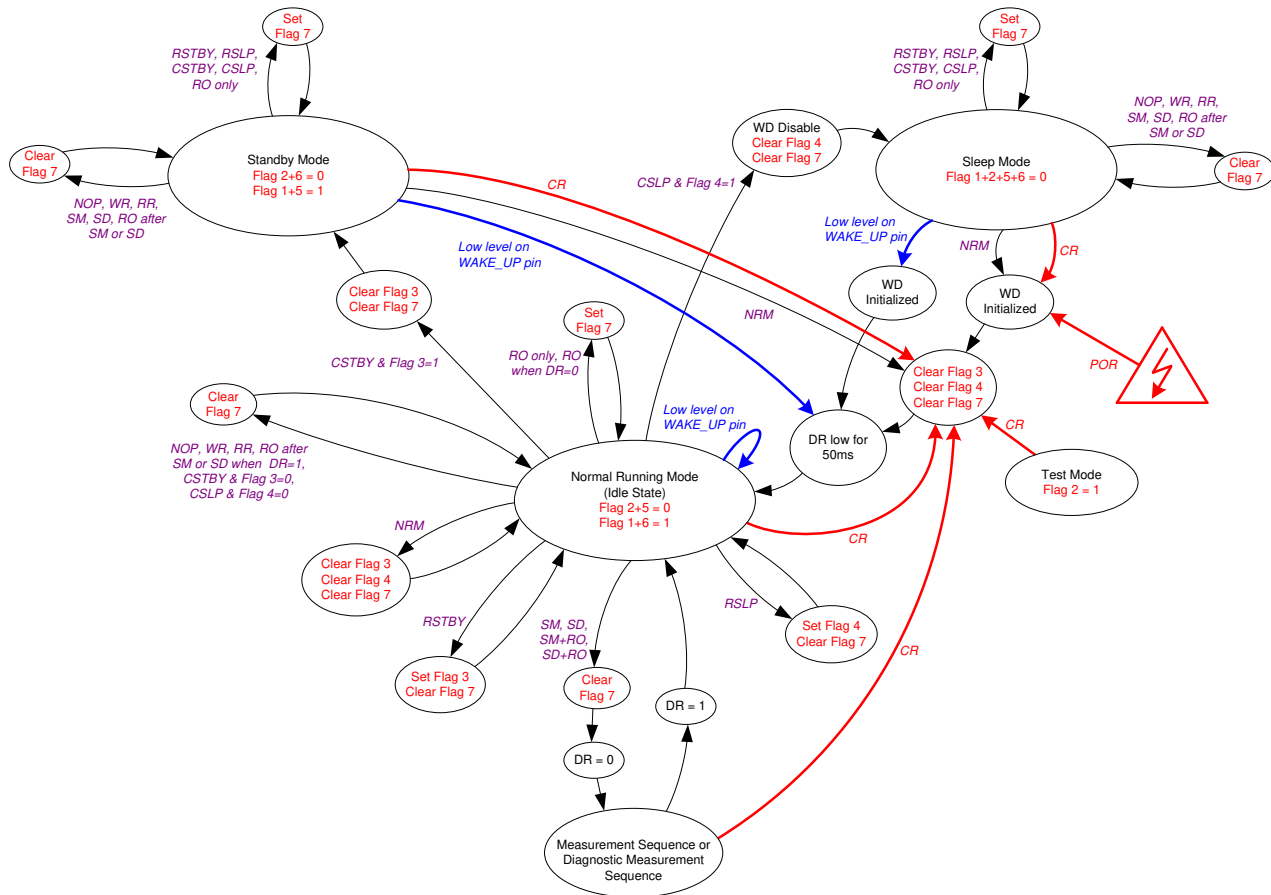 Set
Flag 7
RSTBY, RSLP,
CSTBY, CSLP,
RO only
Standby Mode
Flag 2+6 = 0
Flag 1+5 = 1
Clear
Flag 7
NOP, WR, RR,
SM, SD, RO after
SM or SD
Set
Flag 7
RSTBY, RSLP,
CSTBY, CSLP,
RO only
WD Disable
Clear Flag 4
Clear Flag 7
Sleep Mode
Flag 1+2+5+6 = 0
NOP, WR, RR,
SM, SD, RO after
SM or SD
Clear
Flag 7
CR
CSLP & Flag 4=1
Low level on
WAKE_UP pin
Low level on
WAKE_UP pin
NRM
CR
WD
Initialized
WD
Initialized
Clear Flag 3
Clear Flag 7
Set
Flag 7
NRM
RO only, RO
when DR=0
CSTBY & Flag 3=1
Clear Flag 3
Clear Flag 4
Clear Flag 7
POR
CR
Clear
Flag 7
Low level on
WAKE_UP pin
DR low for
50ms
NOP, WR, RR, RO after
SM or SD when DR=1,
CSTBY & Flag 3=0,
CSLP & Flag 4=0
Normal Running Mode
(Idle State)
Flag 2+5 = 0
Flag 1+6 = 1
Test Mode
Flag 2 = 1
CR
NRM
Clear Flag 3
Clear Flag 4
Clear Flag 7
RSTBY
SM, SD,
SM+RO,
SD+RO
RSLP
Set Flag 4
Clear Flag 7
CR
Set Flag 3
Clear Flag 7
Clear
Flag 7
DR = 1
DR = 0
Measurement Sequence or
Diagnostic Measurement
Sequence